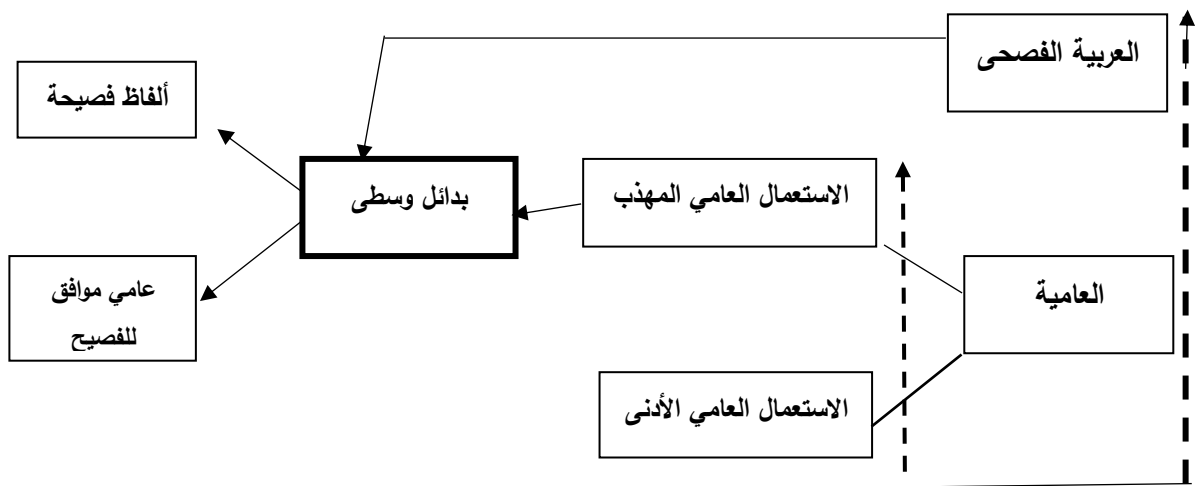 العربية الفصحى
ألفاظ فصيحة
بدائل وسطى
الاستعمال العامي المهذب
العامية
عامي موافق
للفصيح
الاستعمال العامي الأدنى